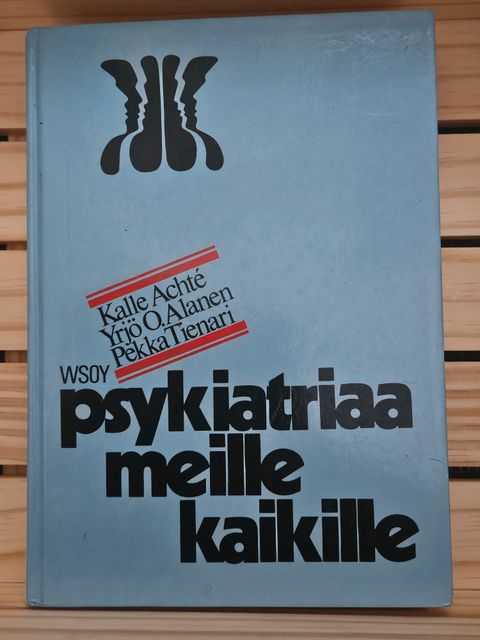 Kalle Achté
Yrjö O. Alanen
Pekka Tienari
WSOY
psykiatriaa
meille
kaikille